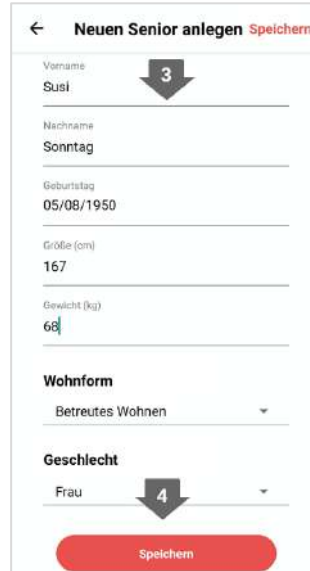 Neuen Senior anlegen Speichern
Vorname
3
Susi
Nachname
Sonntag
Geburtstag
05/08/1950
Größe (cm)
167
Gewicht (kg)
68
Wohnform
Betreutes Wohnen
Geschlecht
Frau
4
Speichern